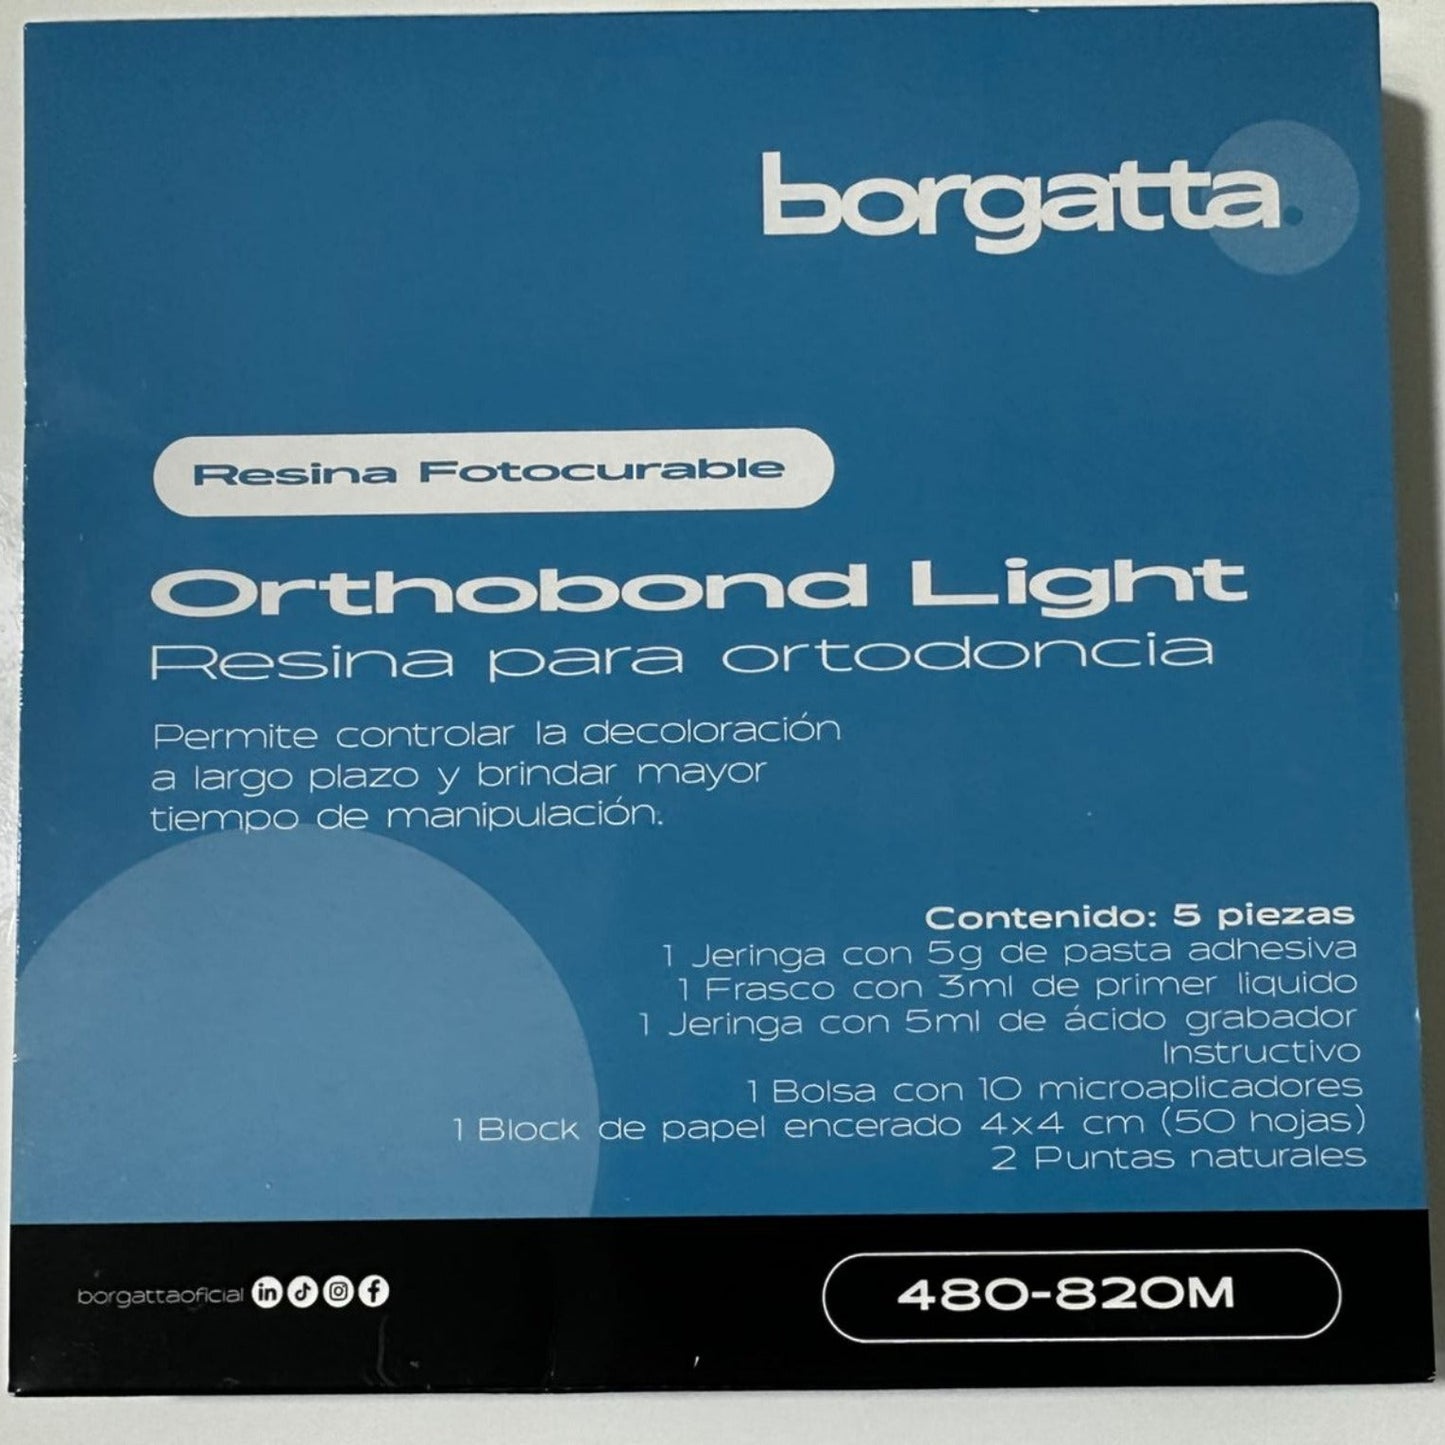 borgatta.
Resina Fotocurable
Orthobond Light
Resina para ortodoncia
Permite controlar la decoloración
a largo plazo y brindar mayor
tiempo de manipulación.
Contenido: 5 piezas
1 Jeringa con 5g de pasta adhesiva
1 Frasco con 3ml de primer liquido
1 Jeringa con 5ml de ácido grabador
Instructivo
1 Bolsa con 10 microaplicadores
1 Block de papel encerado 4x4 cm (50 hojas)
2 Puntas naturales
borgattaoficial
480-820M